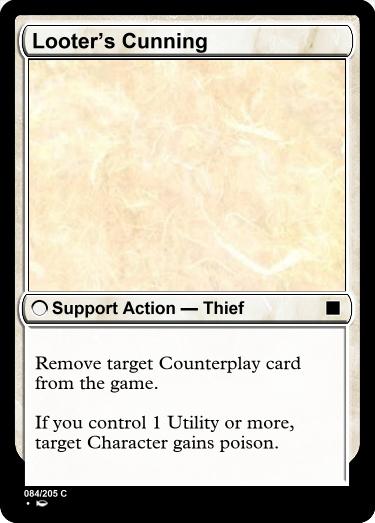 Looter's Cunning
Support Action — Thief
Remove target Counterplay card
from the game.
If you control 1 Utility or more,
target Character gains poison.
084/205 C